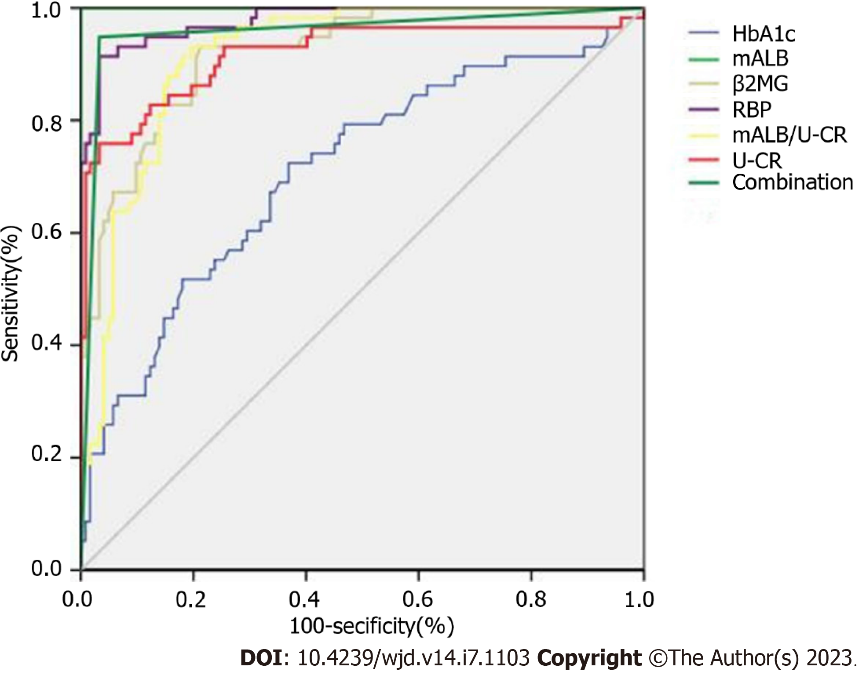 1.0
0.8
0.6
0.4
0.2
0.0
Sensitivity(%)
0.0 0.2 0.4 0.6 0.8 1.0
100-secificity(%)
HbA1c
mALB
β2MG
RBP
mALB/U-CR
U-CR
Combination
DOI: 10.4239/wjd.v14.i7.1103 Copyright ©The Author(s) 2023.